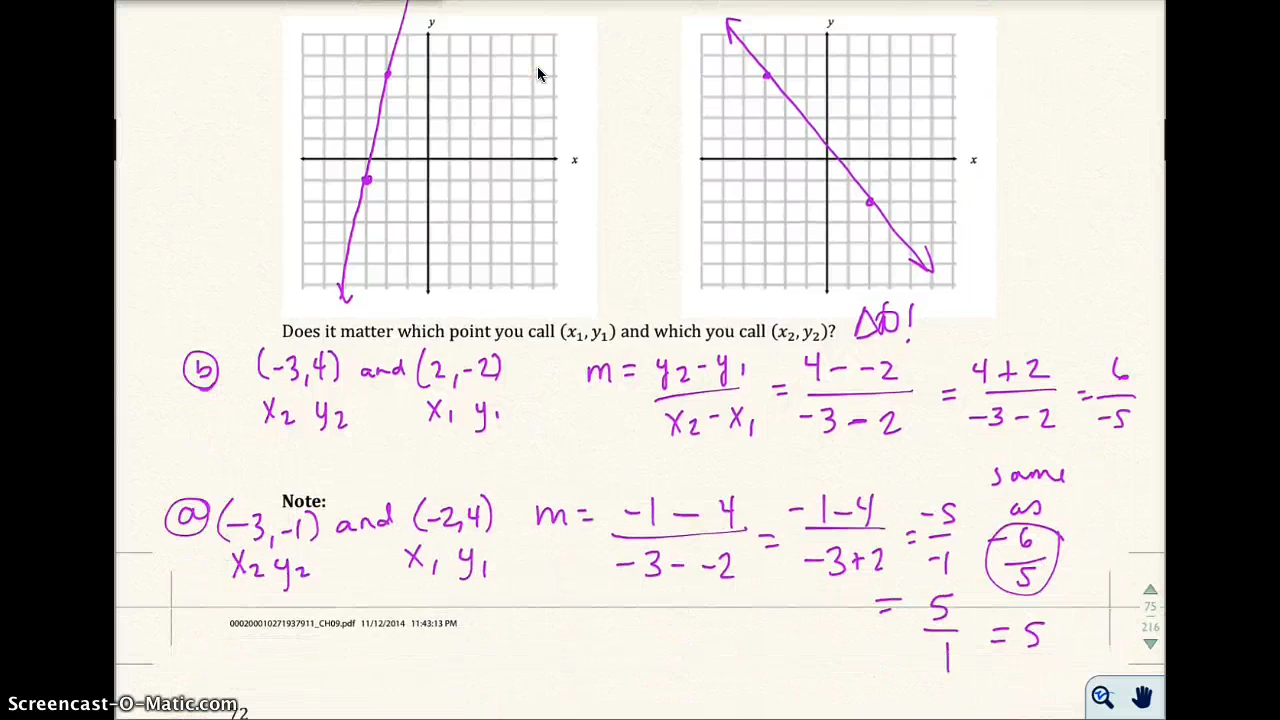 y y
x x
Does it matter which point you call (x₁, y₁) and which you call (x₂, y₂)?
(b) (-3,4) and (2,-2) m = y₂-y₁/x₂-x₁ = 4--2/-3-2 = 4+2/-3-2 = 6/-5
x₂ y₂ x₁ y₁
same
as
-6/5
Note:
(a) (-3,-1) and (-2,4) m = -1-4/-3--2 = -1-4/-3+2 = -5/-1
x₂ y₂ x₁ y₁
= 5/1 = 5
000200010271937911_CH09.pdf 11/12/2014 11:43:13 PM
75
216
Screencast-O-Matic.com
72